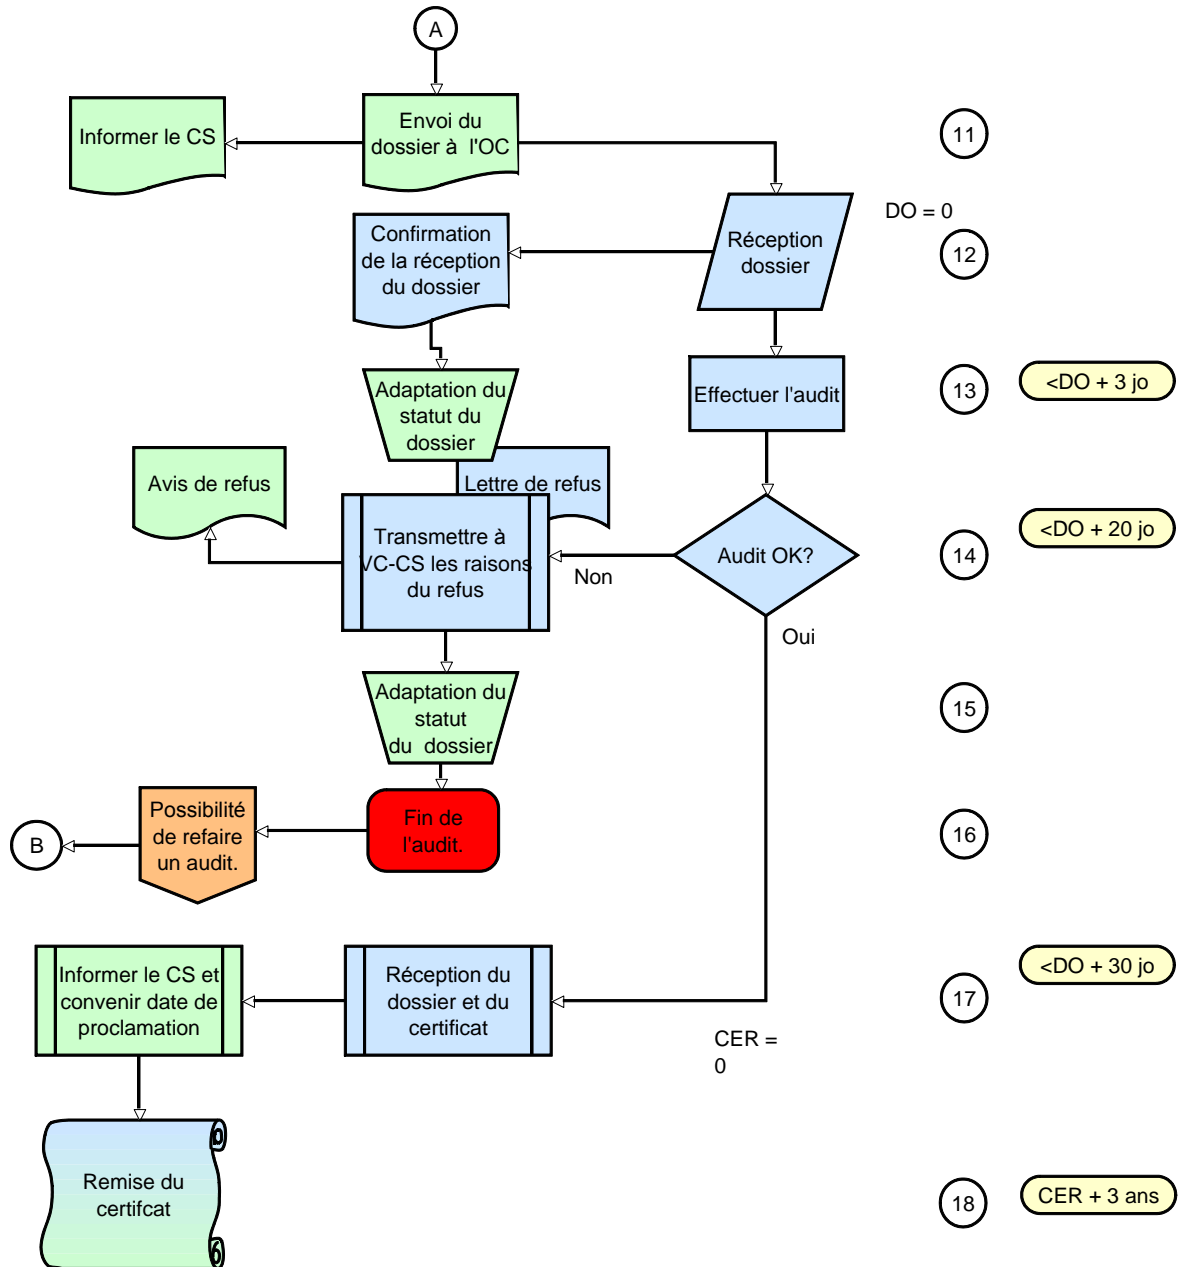 A
Informer le CS
Envoi du
dossier à l'OC
11
DO = 0
Confirmation
de la réception
du dossier
Réception
dossier
12
Adaptation du
statut du
dossier
Effectuer l'audit
13
<DO + 3 jo
Avis de refus
Lettre de refus
Transmettre à
VC-CS les raisons
du refus
Non
Audit OK?
14
<DO + 20 jo
Oui
Adaptation du
statut
du dossier
15
B
Possibilité
de refaire
un audit.
Fin de
l'audit.
16
Informer le CS et
convenir date de
proclamation
Réception du
dossier et du
certificat
17
<DO + 30 jo
CER =
0
Remise du
certifcat
18
CER + 3 ans